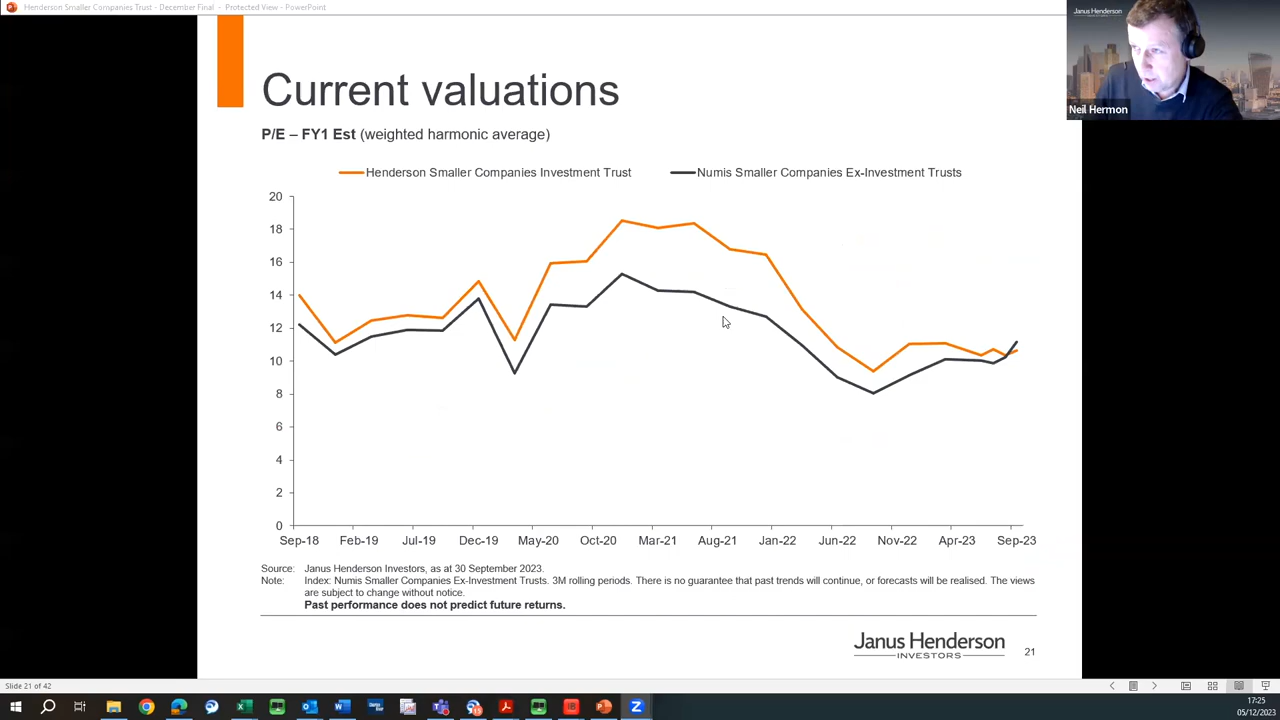 Henderson Smaller Companies Trust - December Final - Protected View - PowerPoint
Janus Henderson
Neil Hermon
Current valuations
P/E – FY1 Est (weighted harmonic average)
Henderson Smaller Companies Investment Trust
Numis Smaller Companies Ex-Investment Trusts
20
18
16
14
12
10
8
6
4
2
0
Sep-18 Feb-19 Jul-19 Dec-19 May-20 Oct-20 Mar-21 Aug-21 Jan-22 Jun-22 Nov-22 Apr-23 Sep-23
Source: Janus Henderson Investors, as at 30 September 2023.
Note: Index: Numis Smaller Companies Ex-Investment Trusts. 3M rolling periods. There is no guarantee that past trends will continue, or forecasts will be realised. The views
are subject to change without notice.
Past performance does not predict future returns.
Janus Henderson
INVESTORS
21
Slide 21 of 42
17:25
05/12/2023